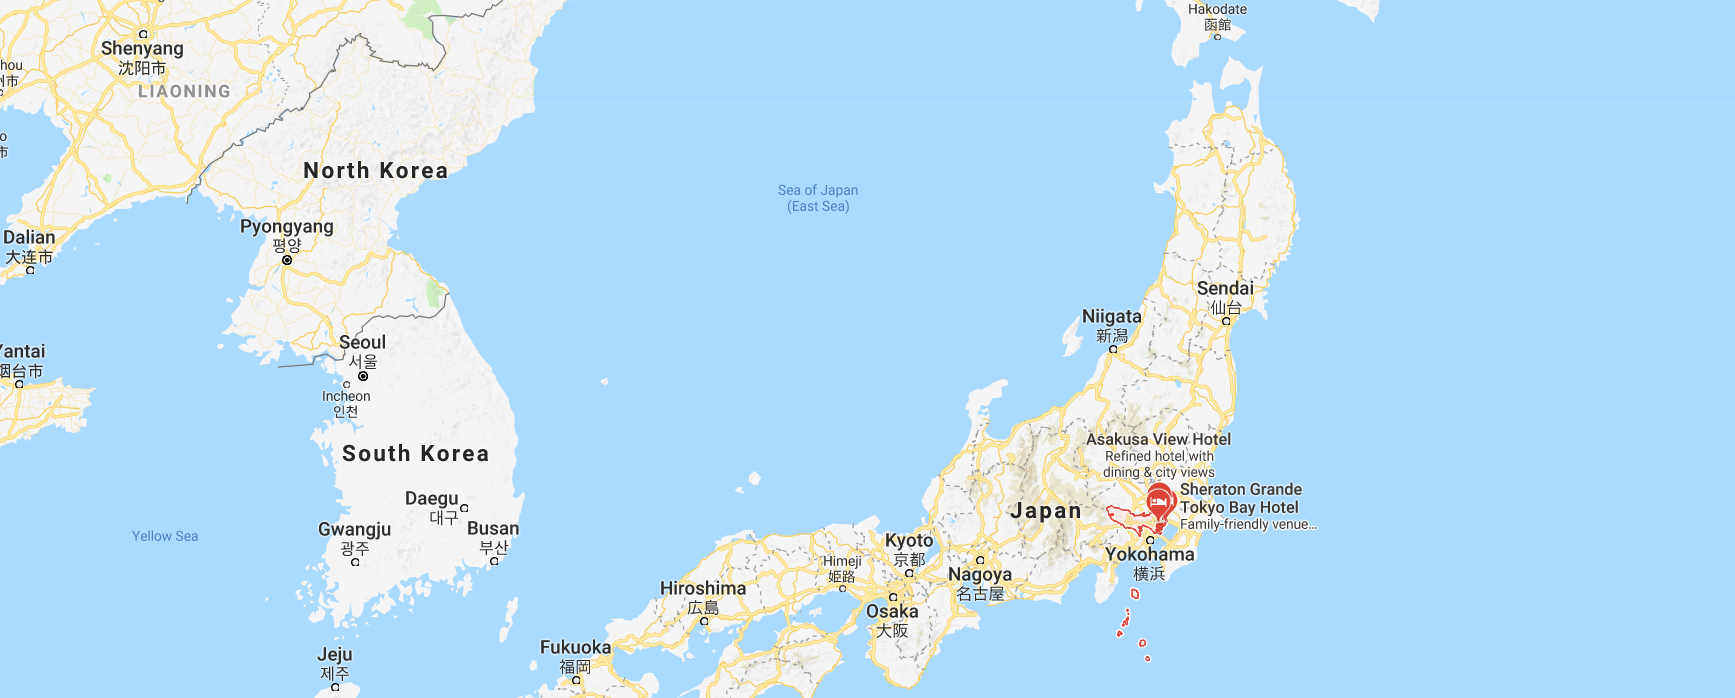 Hakodate
函館
Shenyang
沈阳市
LIAONING
hou
州市
North Korea
Sea of Japan
(East Sea)
Pyongyang
평양
Dalian
大连市
Sendai
仙台
Niigata
新潟
Seoul
서울
Yantai
烟台市
Incheon
인천
Asakusa View Hotel
Refined hotel with
dining & city views
South Korea
Sheraton Grande
Tokyo Bay Hotel
Family-friendly venue...
Daegu
대구
Japan
Gwangju
광주
Busan
부산
Yellow Sea
Kyoto
京都
Yokohama
横浜
Himeji
姫路
Nagoya
名古屋
Hiroshima
広島
Osaka
大阪
Fukuoka
福岡
Jeju
제주